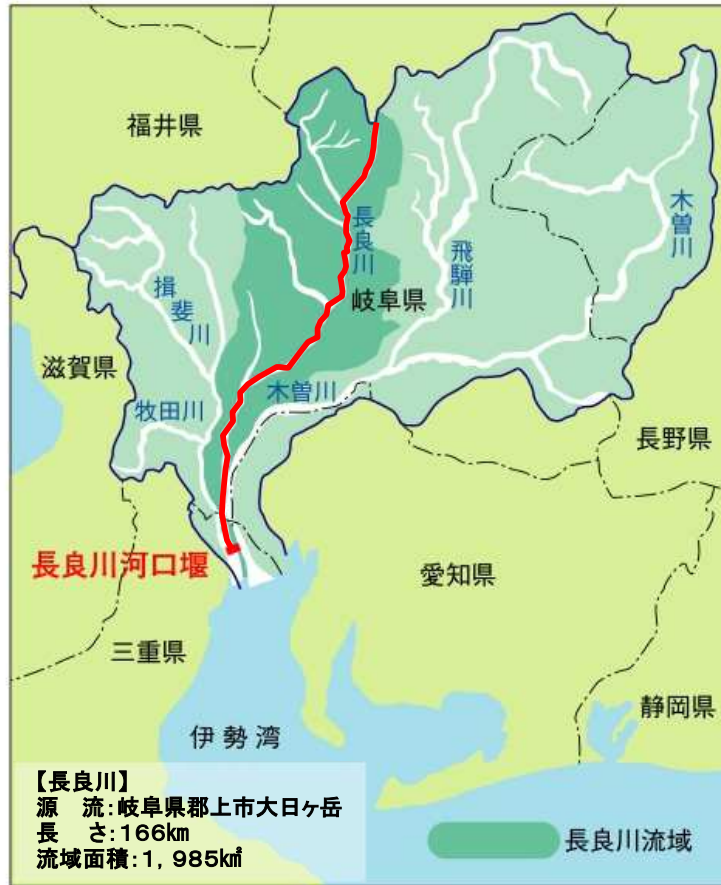 福井県
長良川
飛騨川
木曽川
揖斐川
岐阜県
滋賀県
牧田川
木曽川
長野県
長良川河口堰
愛知県
三重県
静岡県
伊勢湾
【長良川】
源　流:岐阜県郡上市大日ヶ岳
長　さ:166km
流域面積:1，985k㎡
長良川流域